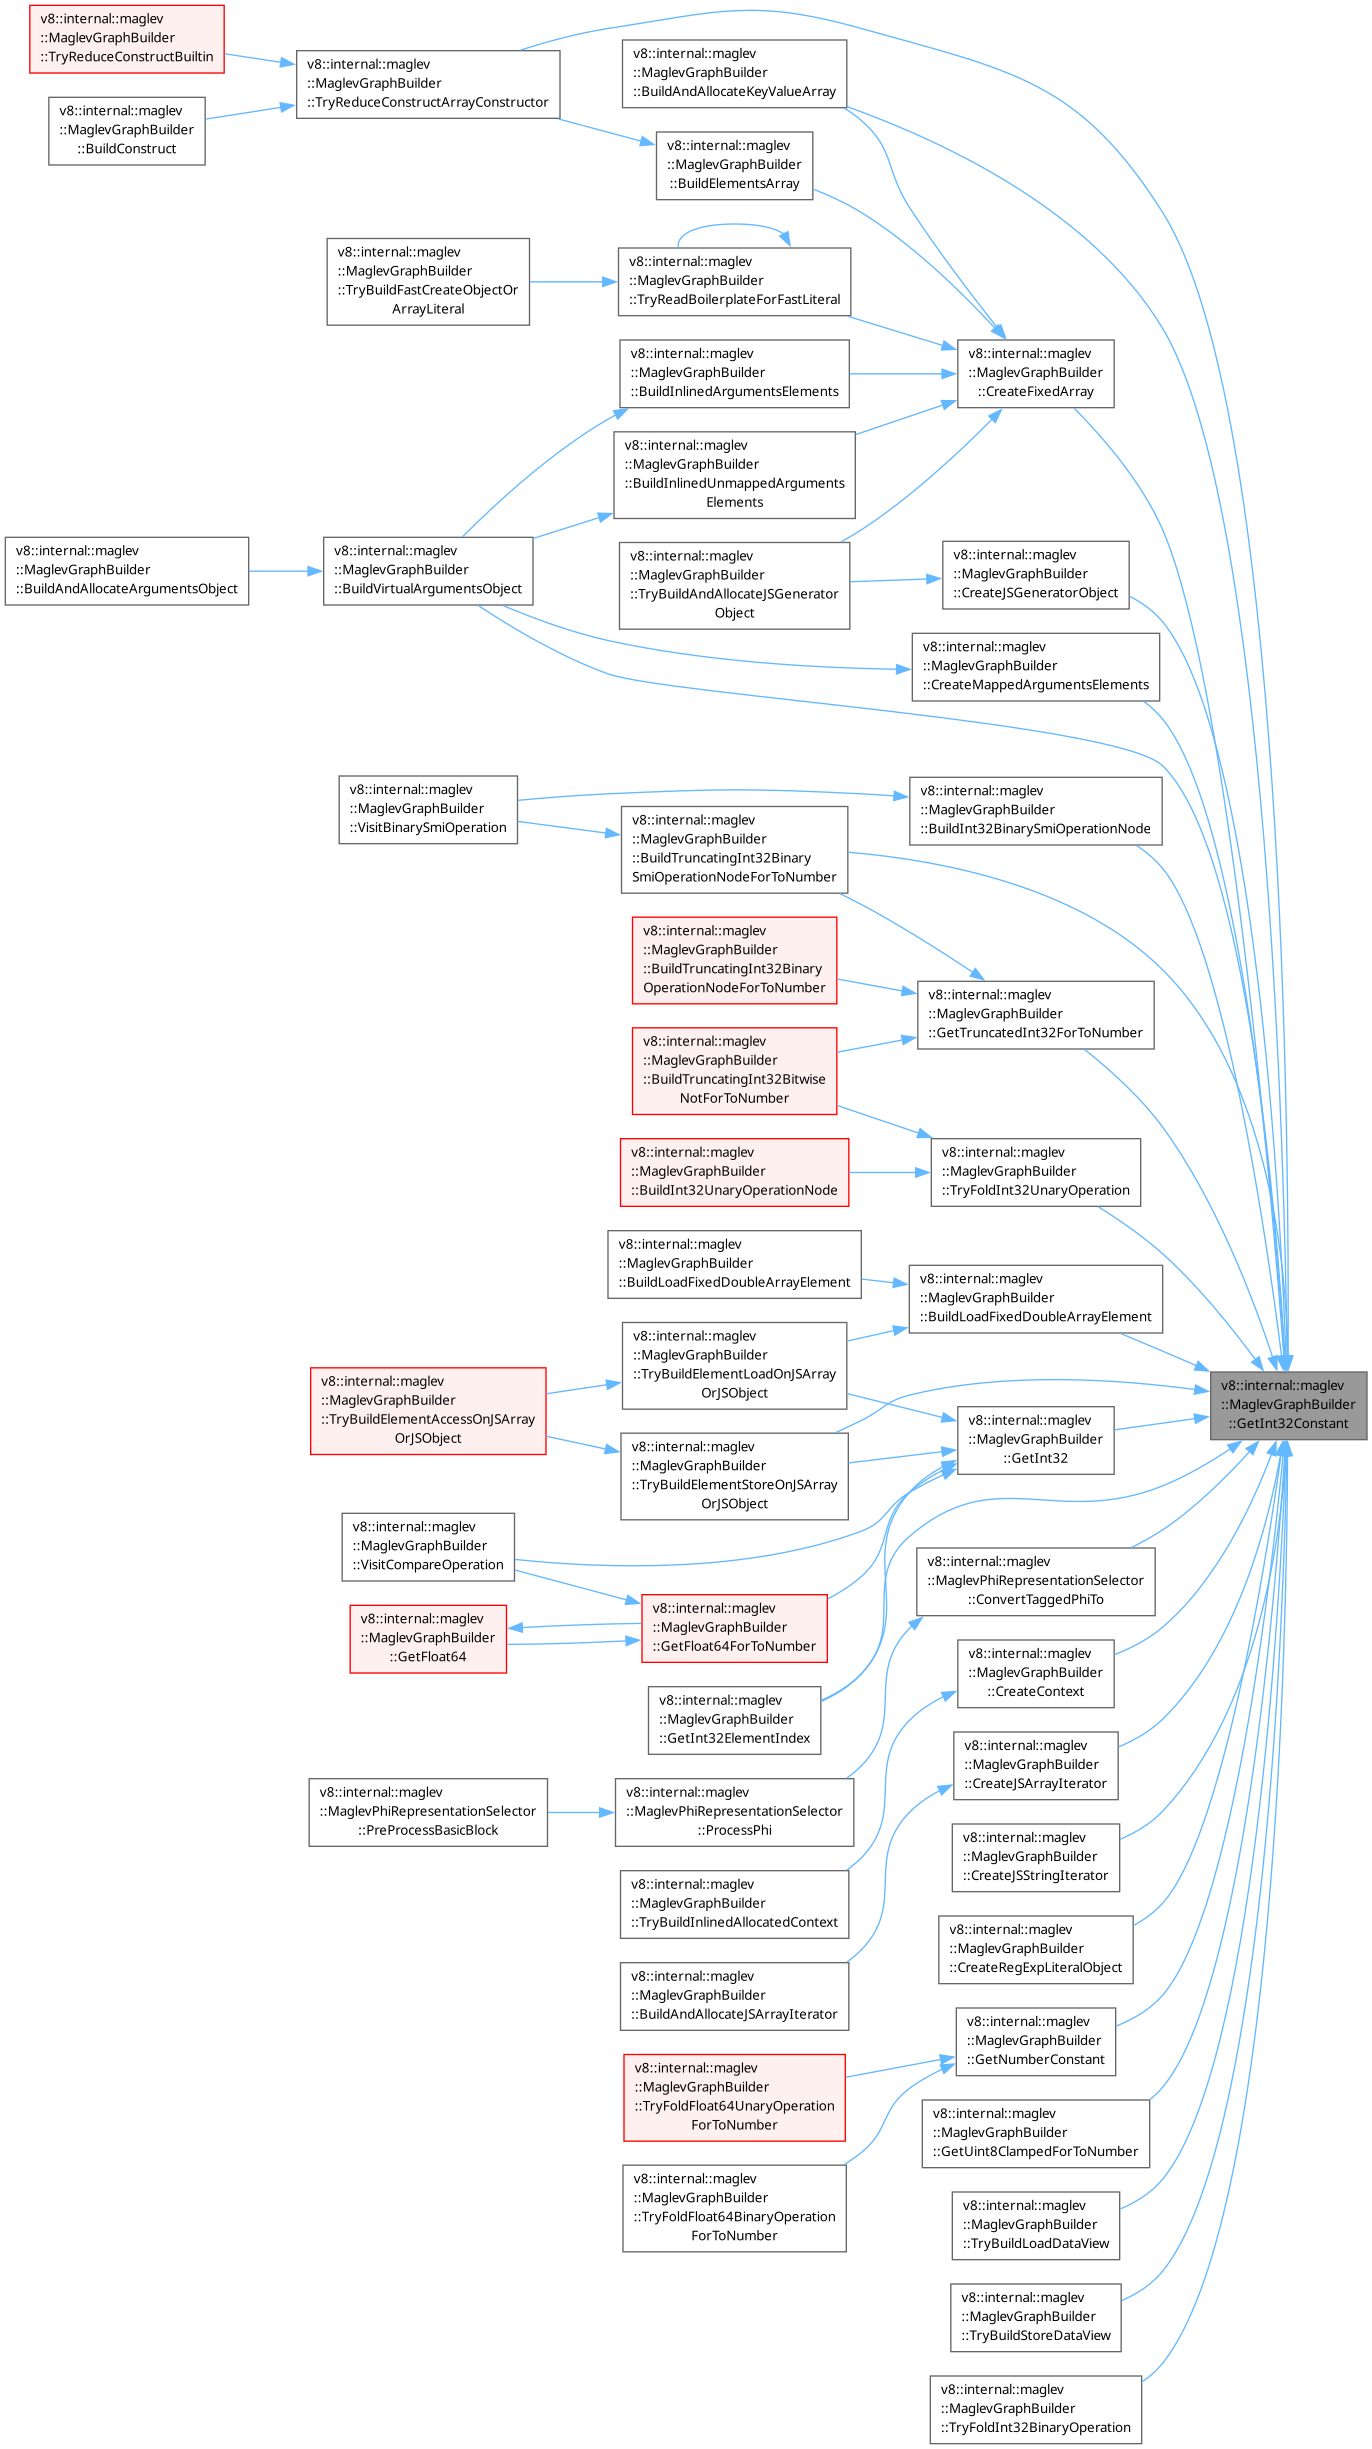 v8::internal::maglev
::MaglevGraphBuilder
::TryReduceConstructBuiltin
v8::internal::maglev
::MaglevGraphBuilder
::TryReduceConstructArrayConstructor
v8::internal::maglev
::MaglevGraphBuilder
::BuildAndAllocateKeyValueArray
v8::internal::maglev
::MaglevGraphBuilder
::BuildConstruct
v8::internal::maglev
::MaglevGraphBuilder
::BuildElementsArray
v8::internal::maglev
::MaglevGraphBuilder
::TryBuildFastCreateObjectOr
ArrayLiteral
v8::internal::maglev
::MaglevGraphBuilder
::TryReadBoilerplateForFastLiteral
v8::internal::maglev
::MaglevGraphBuilder
::BuildInlinedArgumentsElements
v8::internal::maglev
::MaglevGraphBuilder
::CreateFixedArray
v8::internal::maglev
::MaglevGraphBuilder
::BuildInlinedUnmappedArguments
Elements
v8::internal::maglev
::MaglevGraphBuilder
::BuildAndAllocateArgumentsObject
v8::internal::maglev
::MaglevGraphBuilder
::BuildVirtualArgumentsObject
v8::internal::maglev
::MaglevGraphBuilder
::TryBuildAndAllocateJSGenerator
Object
v8::internal::maglev
::MaglevGraphBuilder
::CreateJSGeneratorObject
v8::internal::maglev
::MaglevGraphBuilder
::CreateMappedArgumentsElements
v8::internal::maglev
::MaglevGraphBuilder
::VisitBinarySmiOperation
v8::internal::maglev
::MaglevGraphBuilder
::BuildTruncatingInt32Binary
SmiOperationNodeForToNumber
v8::internal::maglev
::MaglevGraphBuilder
::BuildInt32BinarySmiOperationNode
v8::internal::maglev
::MaglevGraphBuilder
::BuildTruncatingInt32Binary
OperationNodeForToNumber
v8::internal::maglev
::MaglevGraphBuilder
::GetTruncatedInt32ForToNumber
v8::internal::maglev
::MaglevGraphBuilder
::BuildTruncatingInt32Bitwise
NotForToNumber
v8::internal::maglev
::MaglevGraphBuilder
::BuildInt32UnaryOperationNode
v8::internal::maglev
::MaglevGraphBuilder
::TryFoldInt32UnaryOperation
v8::internal::maglev
::MaglevGraphBuilder
::BuildLoadFixedDoubleArrayElement
v8::internal::maglev
::MaglevGraphBuilder
::BuildLoadFixedDoubleArrayElement
v8::internal::maglev
::MaglevGraphBuilder
::TryBuildElementLoadOnJSArray
OrJSObject
v8::internal::maglev
::MaglevGraphBuilder
::TryBuildElementAccessOnJSArray
OrJSObject
v8::internal::maglev
::MaglevGraphBuilder
::GetInt32Constant
v8::internal::maglev
::MaglevGraphBuilder
::TryBuildElementStoreOnJSArray
OrJSObject
v8::internal::maglev
::MaglevGraphBuilder
::GetInt32
v8::internal::maglev
::MaglevGraphBuilder
::VisitCompareOperation
v8::internal::maglev
::MaglevPhiRepresentationSelector
::ConvertTaggedPhiTo
v8::internal::maglev
::MaglevGraphBuilder
::GetFloat64
v8::internal::maglev
::MaglevGraphBuilder
::GetFloat64ForToNumber
v8::internal::maglev
::MaglevGraphBuilder
::CreateContext
v8::internal::maglev
::MaglevGraphBuilder
::GetInt32ElementIndex
v8::internal::maglev
::MaglevGraphBuilder
::CreateJSArrayIterator
v8::internal::maglev
::MaglevPhiRepresentationSelector
::PreProcessBasicBlock
v8::internal::maglev
::MaglevPhiRepresentationSelector
::ProcessPhi
v8::internal::maglev
::MaglevGraphBuilder
::CreateJSStringIterator
v8::internal::maglev
::MaglevGraphBuilder
::TryBuildInlinedAllocatedContext
v8::internal::maglev
::MaglevGraphBuilder
::CreateRegExpLiteralObject
v8::internal::maglev
::MaglevGraphBuilder
::BuildAndAllocateJSArrayIterator
v8::internal::maglev
::MaglevGraphBuilder
::GetNumberConstant
v8::internal::maglev
::MaglevGraphBuilder
::TryFoldFloat64UnaryOperation
ForToNumber
v8::internal::maglev
::MaglevGraphBuilder
::GetUint8ClampedForToNumber
v8::internal::maglev
::MaglevGraphBuilder
::TryFoldFloat64BinaryOperation
ForToNumber
v8::internal::maglev
::MaglevGraphBuilder
::TryBuildLoadDataView
v8::internal::maglev
::MaglevGraphBuilder
::TryBuildStoreDataView
v8::internal::maglev
::MaglevGraphBuilder
::TryFoldInt32BinaryOperation